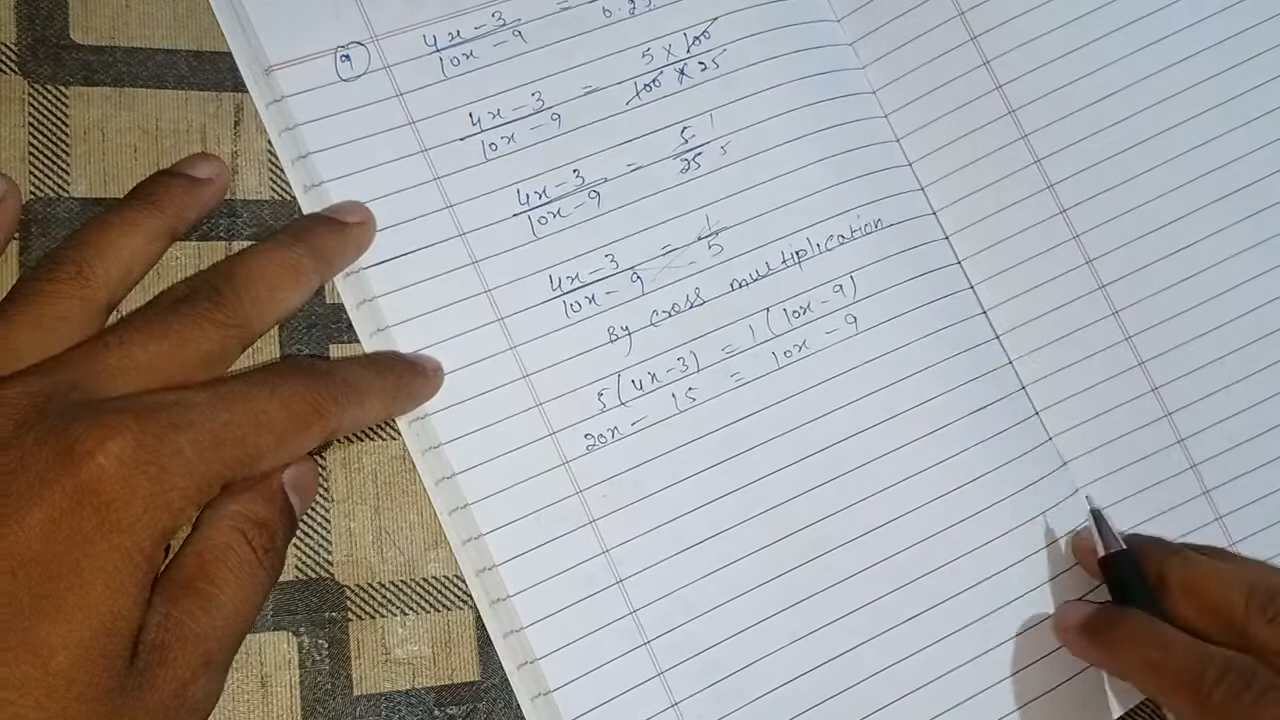 9 (4x-3)/(10x-9) = 0.25
(4x-3)/(10x-9) = (5 × 100)/(100 × 25)
(4x-3)/(10x-9) = 5/25 1 5
(4x-3)/(10x-9) = 1/5
By cross multiplication
5(4x-3) = 1(10x-9)
20x - 15 = 10x - 9